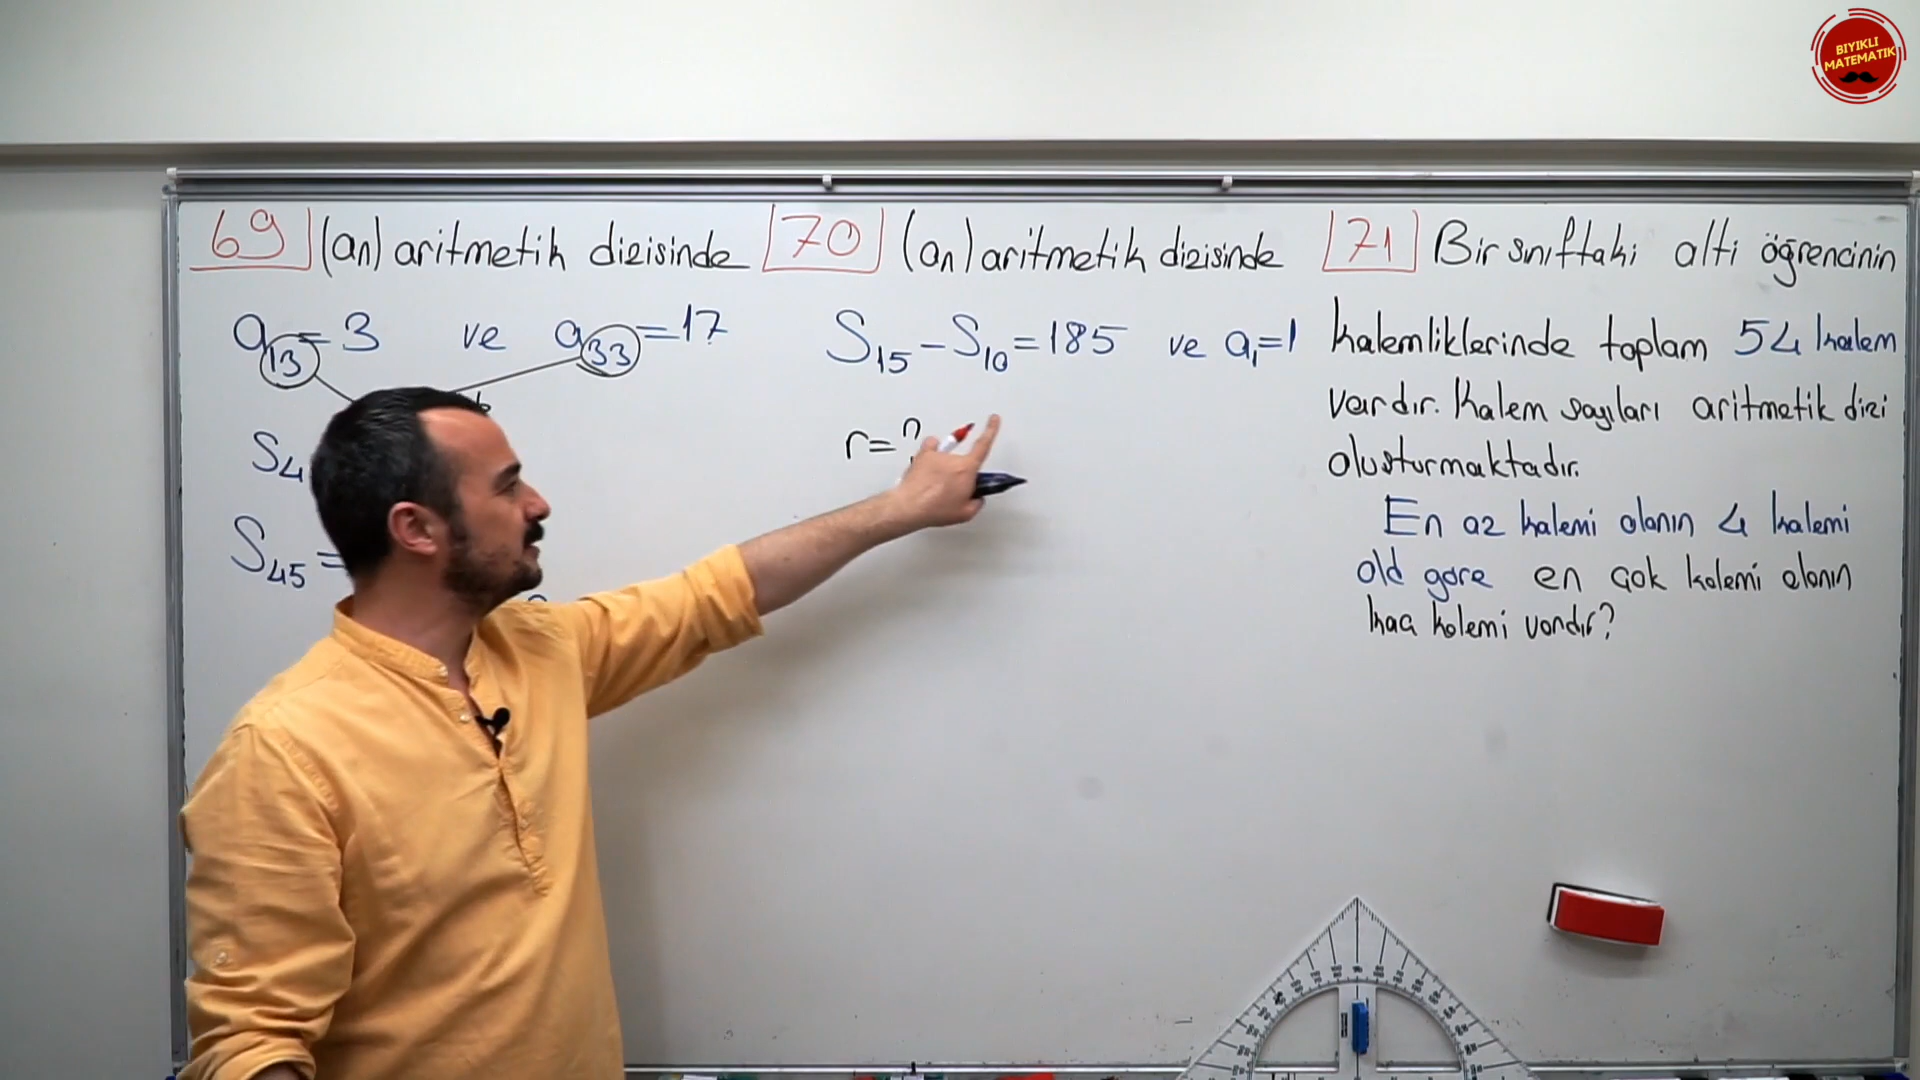 BIYIKLI
MATEMATIK
69 (an) aritmetik dizisinde
a13 = 3 ve a33 = 17
S4
S45 =
70 (an) aritmetik dizisinde
S15 - S10 = 185 ve a1 = 1
r = ?
71 Bir sınıftaki altı öğrencinin
kalemliklerinde toplam 54 kalem
vardır. Kalem sayıları aritmetik dizi
oluşturmaktadır.
En az kalemi olanın 4 kalemi
old göre en çok kalemi olanın
kaç kalemi vardır?